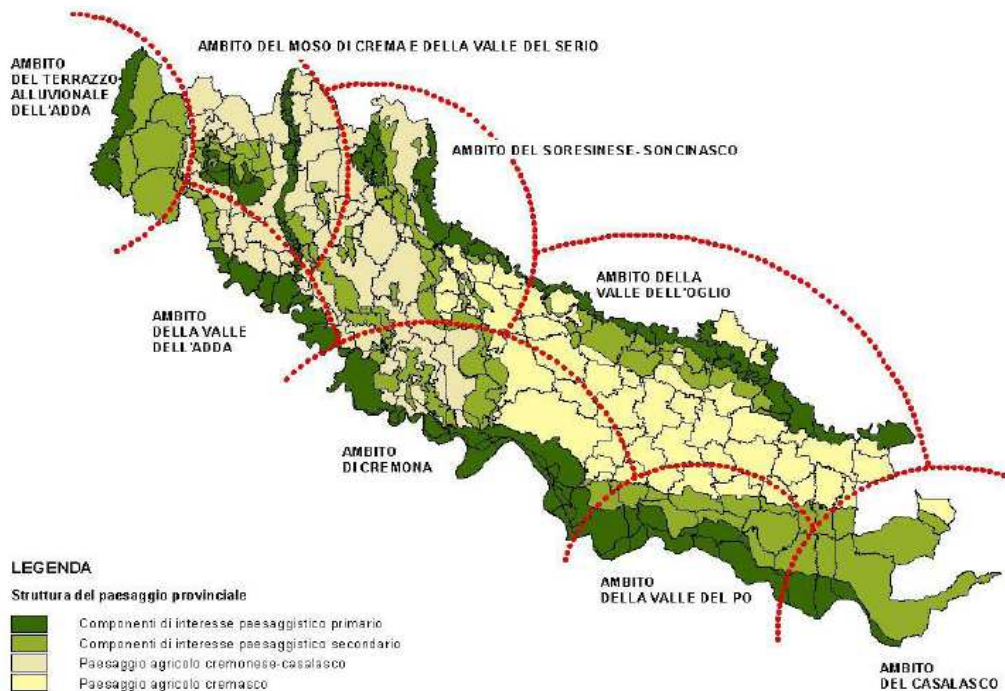 AMBITO DEL MOSO DI CREMA E DELLA VALLE DEL SERIO
AMBITO
DEL TERRAZZO
ALLUVIONALE
DELL'ADDA
AMBITO DEL SORESINESE-SONCINASCO
AMBITO DELLA
VALLE DELL'OGLIO
AMBITO
DELLA VALLE
DELL'ADDA
AMBITO
DI CREMONA
AMBITO
DELLA VALLE DEL PO
AMBITO
DEL CASALASCO
LEGENDA
Struttura del paesaggio provinciale
Componenti di interesse paesaggistico primario
Componenti di interesse paesaggistico secondario
Paesaggio agricolo cremonese-casalasco
Paesaggio agricolo cremasco